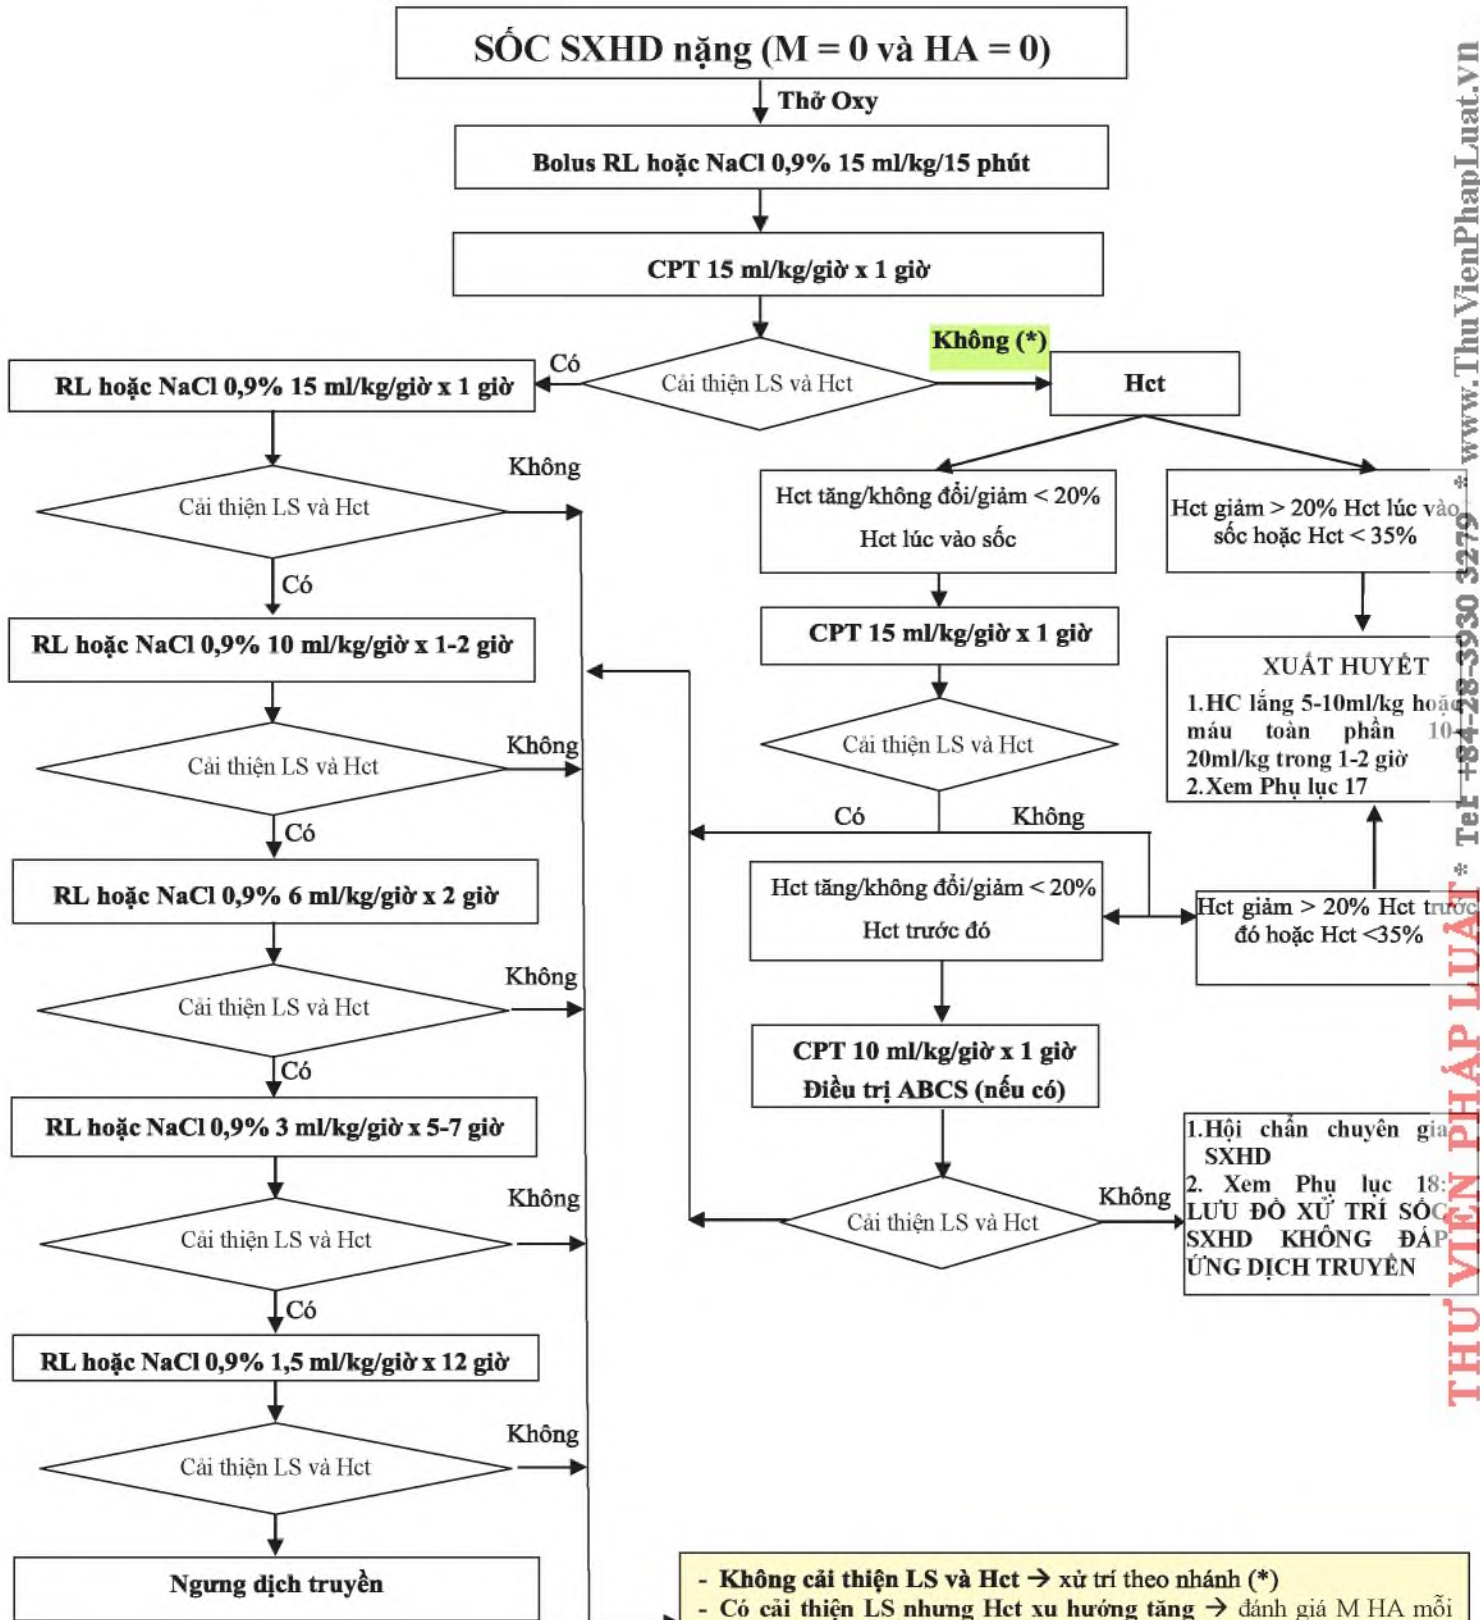 SỐC SXHD nặng (M = 0 và HA = 0)
Thở Oxy
Bolus RL hoặc NaCl 0,9% 15 ml/kg/15 phút
CPT 15 ml/kg/giờ x 1 giờ
Cải thiện LS và Hct
Có
Không (*)
RL hoặc NaCl 0,9% 15 ml/kg/giờ x 1 giờ
Hct
Cải thiện LS và Hct
Không
Có
Hct tăng/không đổi/giảm < 20%
Hct lúc vào sốc
Hct giảm > 20% Hct lúc vào
sốc hoặc Hct < 35%
RL hoặc NaCl 0,9% 10 ml/kg/giờ x 1-2 giờ
CPT 15 ml/kg/giờ x 1 giờ
XUẤT HUYẾT
1.HC lắng 5-10ml/kg hoặc
máu toàn phần 10-
20ml/kg trong 1-2 giờ
2.Xem Phụ lục 17
Cải thiện LS và Hct
Không
Có
Cải thiện LS và Hct
Có
Không
RL hoặc NaCl 0,9% 6 ml/kg/giờ x 2 giờ
Hct tăng/không đổi/giảm < 20%
Hct trước đó
Hct giảm > 20% Hct trước
đó hoặc Hct <35%
Cải thiện LS và Hct
Không
Có
CPT 10 ml/kg/giờ x 1 giờ
Điều trị ABCS (nếu có)
RL hoặc NaCl 0,9% 3 ml/kg/giờ x 5-7 giờ
Cải thiện LS và Hct
Không
1.Hội chẩn chuyên gia
SXHD
2. Xem Phụ lục 18:
LƯU ĐỒ XỬ TRÍ SỐC
SXHD KHÔNG ĐÁP
ỨNG DỊCH TRUYỀN
Cải thiện LS và Hct
Không
Có
RL hoặc NaCl 0,9% 1,5 ml/kg/giờ x 12 giờ
Cải thiện LS và Hct
Không
Ngưng dịch truyền
- Không cải thiện LS và Hct → xử trí theo nhánh (*)
- Có cải thiện LS nhưng Hct xu hướng tăng → đánh giá M HA mỗi
THƯ VIỆN PHÁP LUẬT * Tel: +84-28-3930 3279 * www.ThuVienPhapLuat.vn